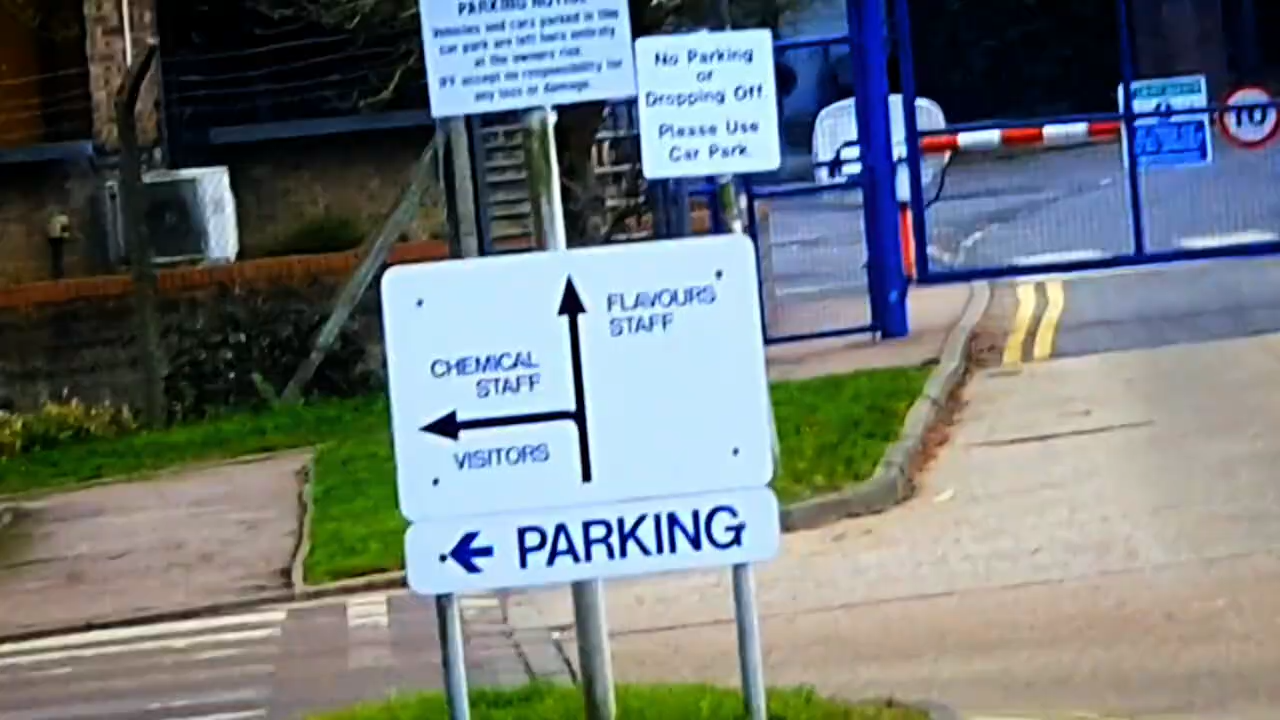 PARKING NOTICE
Vehicles and cars parked in this
car park are left here entirely
at the owners risk.
accept no responsibility for
any loss or damage.
No Parking
or
Dropping Off.
Please Use
Car Park
10
FLAVOURS
STAFF
CHEMICAL
STAFF
VISITORS
PARKING